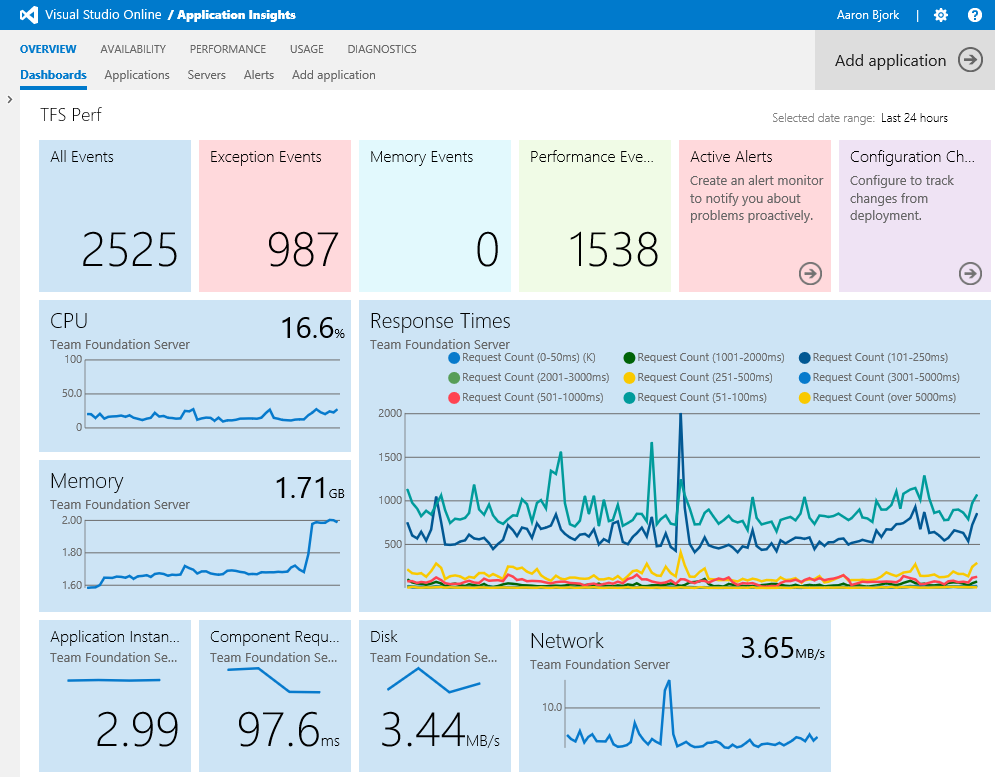 Visual Studio Online / Application Insights
Aaron Bjork | ?
OVERVIEW AVAILABILITY PERFORMANCE USAGE DIAGNOSTICS
Dashboards Applications Servers Alerts Add application
Add application
TFS Perf
Selected date range: Last 24 hours
All Events
2525
Exception Events
987
Memory Events
0
Performance Eve...
1538
Active Alerts
Create an alert monitor
to notify you about
problems proactively.
Configuration Ch...
Configure to track
changes from
deployment.
CPU
16.6%
Team Foundation Server
100
50.0
0
Response Times
Team Foundation Server
Request Count (0-50ms) (K) Request Count (1001-2000ms) Request Count (101-250ms)
Request Count (2001-3000ms) Request Count (251-500ms) Request Count (3001-5000ms)
Request Count (501-1000ms) Request Count (51-100ms) Request Count (over 5000ms)
2000
1500
1000
500
Memory
1.71GB
Team Foundation Server
2.00
1.80
1.60
Application Instan...
Team Foundation Se...
2.99
Component Requ...
Team Foundation Se...
97.6ms
Disk
Team Foundation Se...
3.44MB/s
Network
3.65MB/s
Team Foundation Server
10.0